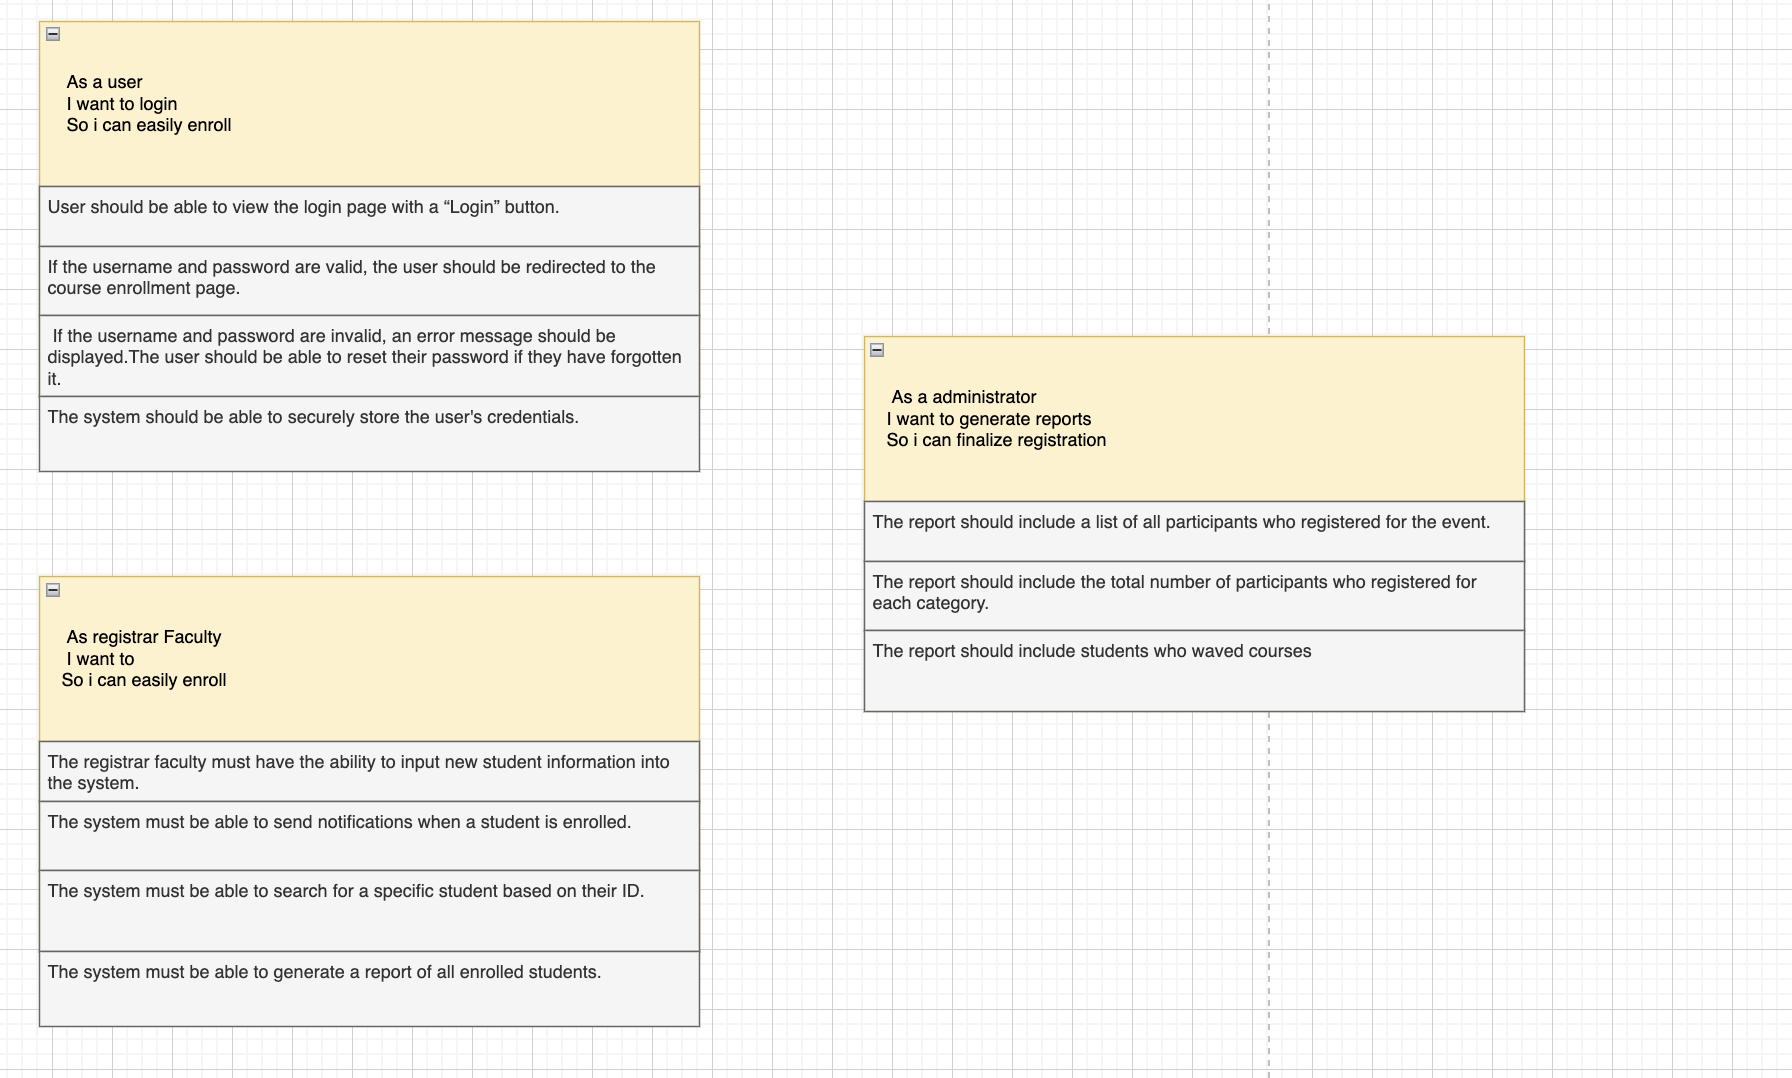 As a user
I want to login
So i can easily enroll
User should be able to view the login page with a “Login” button.
If the username and password are valid, the user should be redirected to the
course enrollment page.
If the username and password are invalid, an error message should be
displayed.The user should be able to reset their password if they have forgotten
it.
The system should be able to securely store the user's credentials.
As registrar Faculty
I want to
So i can easily enroll
The registrar faculty must have the ability to input new student information into
the system.
The system must be able to send notifications when a student is enrolled.
The system must be able to search for a specific student based on their ID.
The system must be able to generate a report of all enrolled students.
As a administrator
I want to generate reports
So i can finalize registration
The report should include a list of all participants who registered for the event.
The report should include the total number of participants who registered for
each category.
The report should include students who waved courses